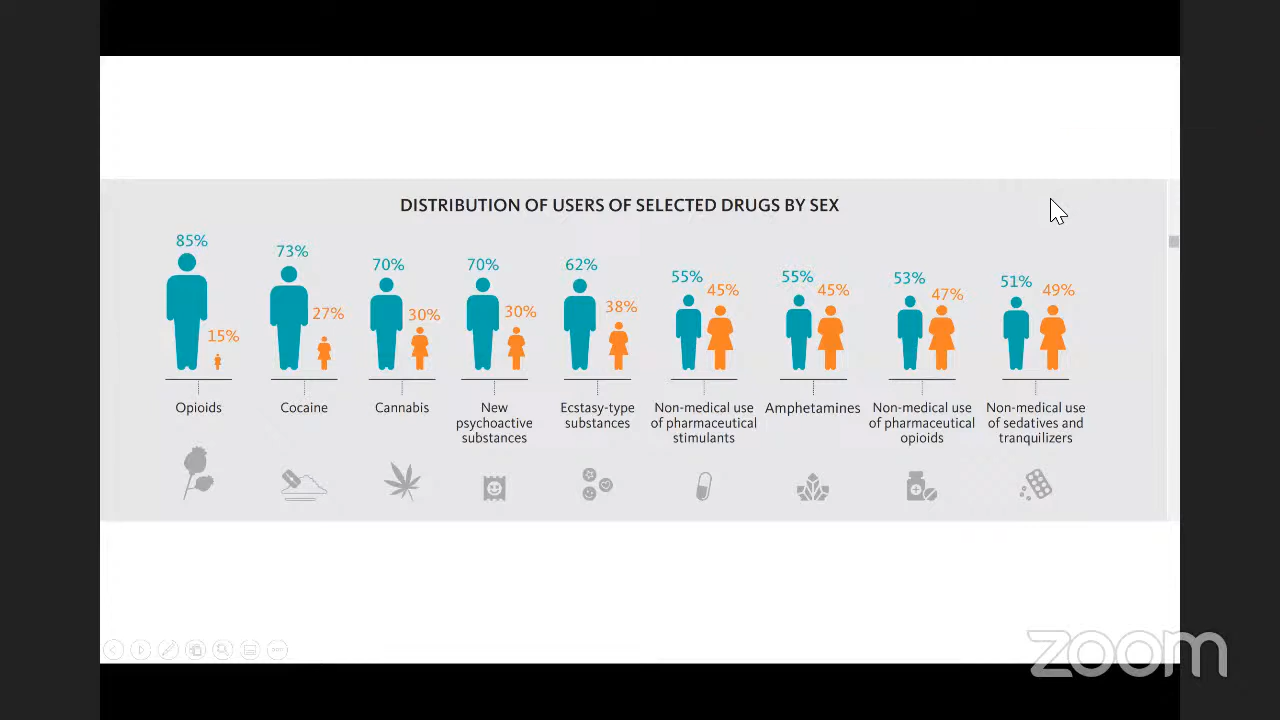 DISTRIBUTION OF USERS OF SELECTED DRUGS BY SEX
85%
15%
73%
27%
70%
30%
70%
30%
62%
38%
55%
45%
55%
45%
53%
47%
51%
49%
Opioids
Cocaine
Cannabis
New
psychoactive
substances
Ecstasy-type
substances
Non-medical use
of pharmaceutical
stimulants
Amphetamines
Non-medical use
of pharmaceutical
opioids
Non-medical use
of sedatives and
tranquilizers
zoom